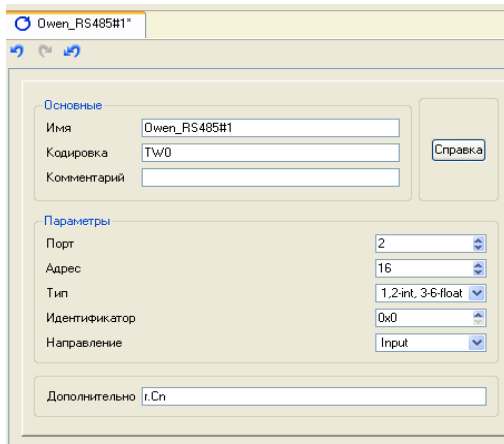 Owen_RS485#1*
Основные
Имя Owen_RS485#1
Кодировка TW0
Комментарий
Справка
Параметры
Порт 2
Адрес 16
Тип 1,2-int, 3-6-float
Идентификатор 0x0
Направление Input
Дополнительно r.Cn